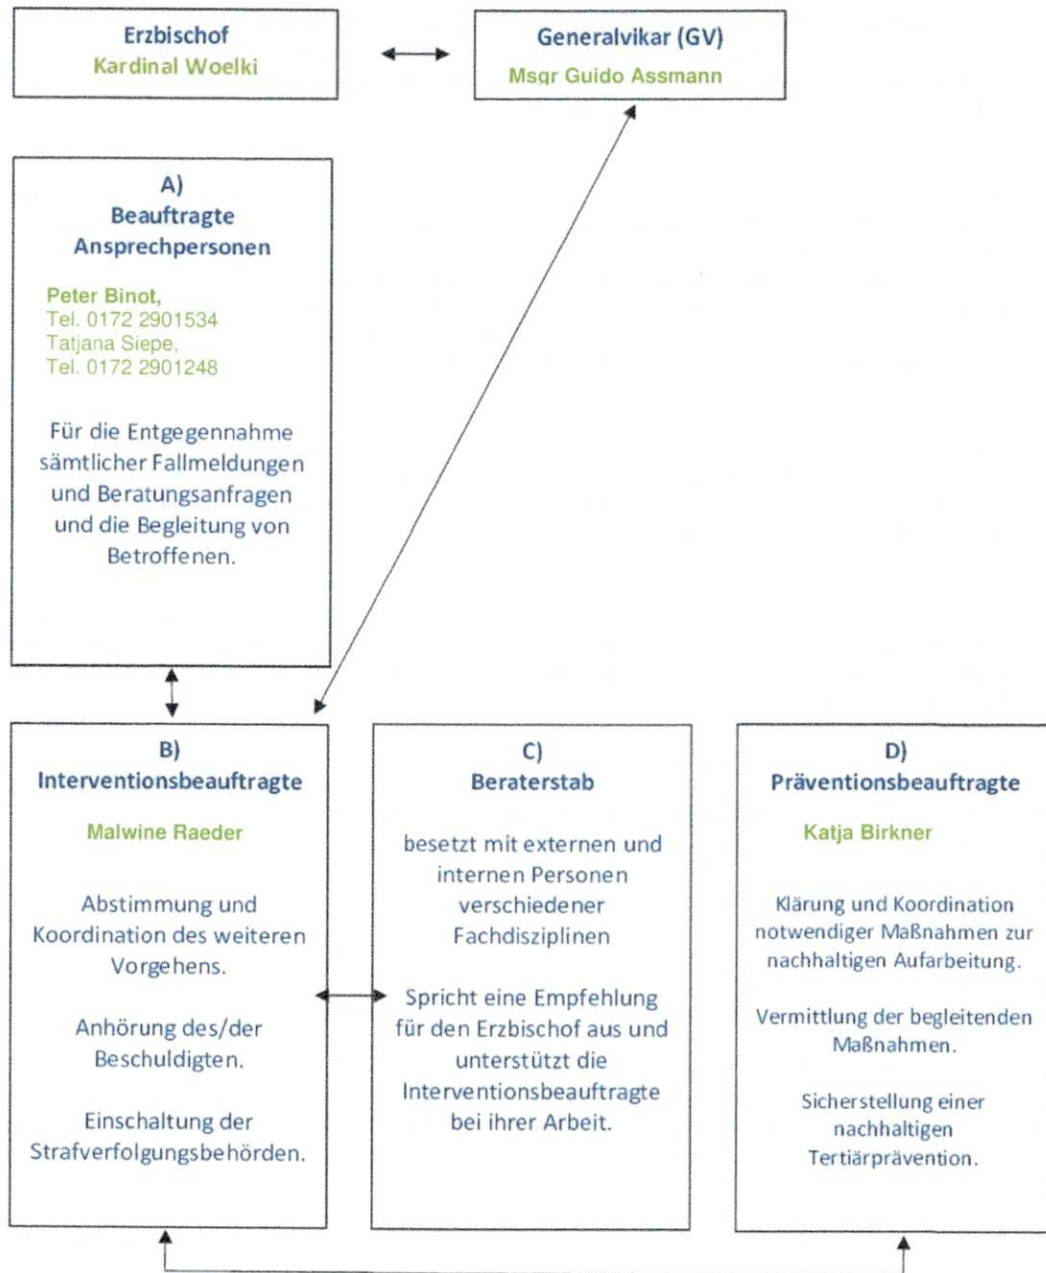 Erzbischof
Kardinal Woelki
Generalvikar (GV)
Msgr Guido Assmann
A)
Beauftragte
Ansprechpersonen
Peter Binot,
Tel. 0172 2901534
Tatjana Siepe,
Tel. 0172 2901248
Für die Entgegennahme
sämtlicher Fallmeldungen
und Beratungsanfragen
und die Begleitung von
Betroffenen.
B)
Interventionsbeauftragte
Malwine Raeder
Abstimmung und
Koordination des weiteren
Vorgehens.
Anhörung des/der
Beschuldigten.
Einschaltung der
Strafverfolgungsbehörden.
C)
Beraterstab
besetzt mit externen und
internen Personen
verschiedener
Fachdisziplinen
Spricht eine Empfehlung
für den Erzbischof aus und
unterstützt die
Interventionsbeauftragte
bei ihrer Arbeit.
D)
Präventionsbeauftragte
Katja Birkner
Klärung und Koordination
notwendiger Maßnahmen zur
nachhaltigen Aufarbeitung.
Vermittlung der begleitenden
Maßnahmen.
Sicherstellung einer
nachhaltigen
Tertiärprävention.